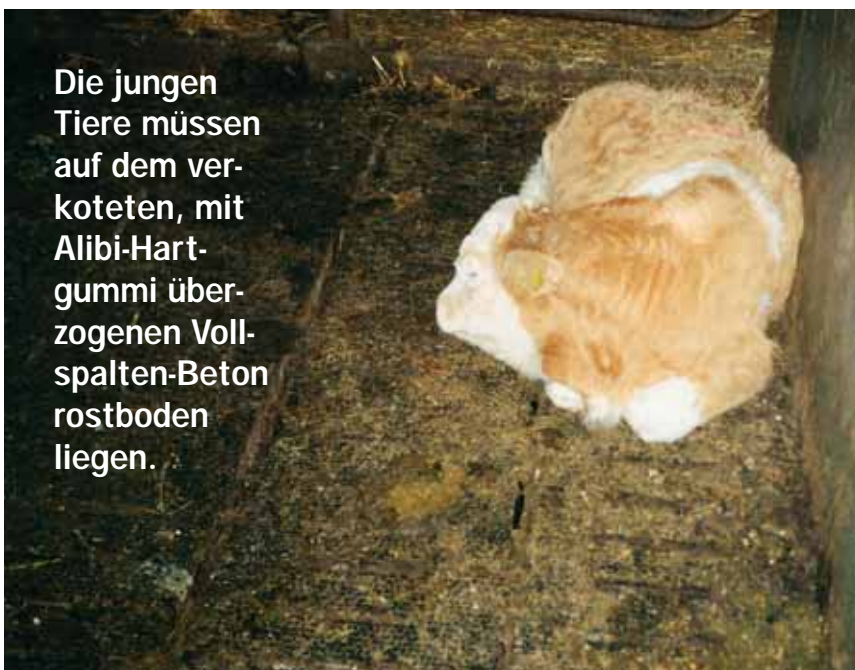 Die jungen
Tiere müssen
auf dem ver-
koteten, mit
Alibi-Hart-
gummi über-
zogenen Voll-
spalten-Beton
rostboden
liegen.